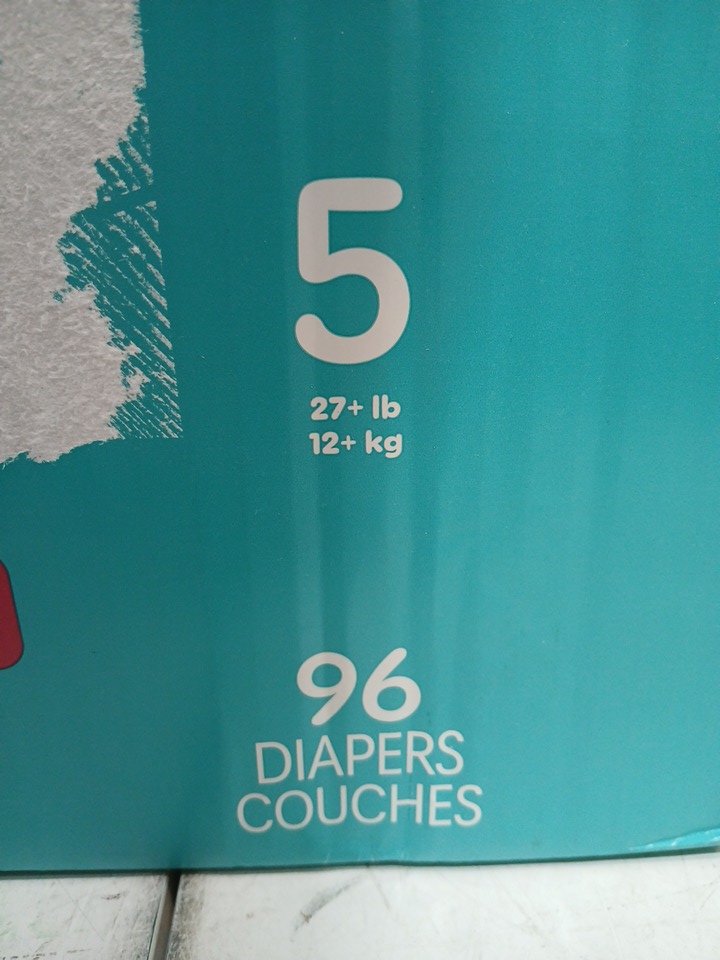 5
27+ lb
12+ kg
96
DIAPERS
COUCHES